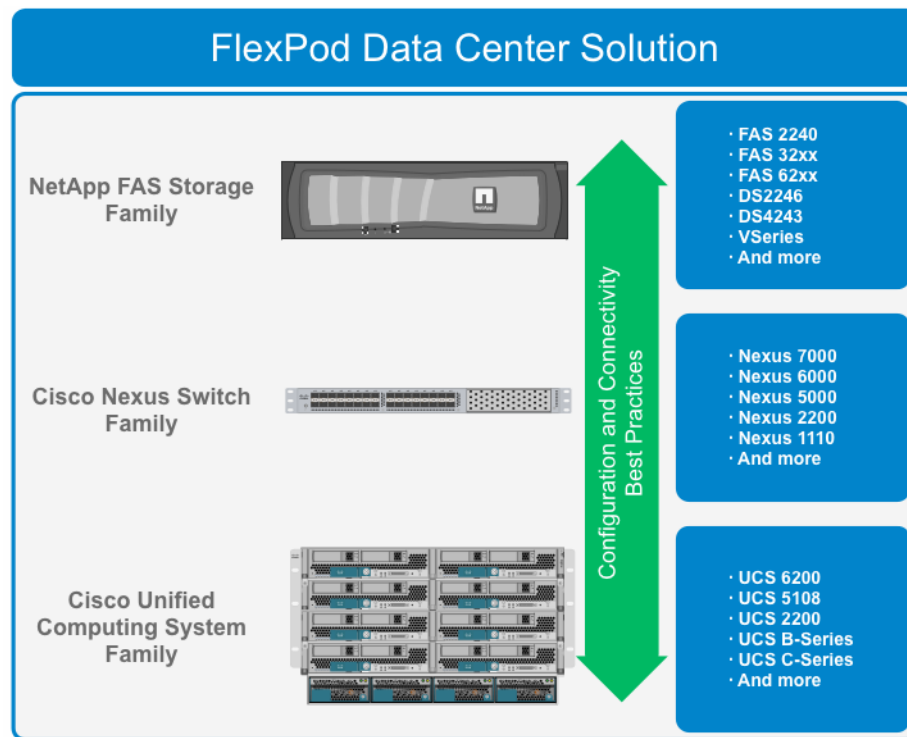 FlexPod Data Center Solution
NetApp FAS Storage
Family
NetApp
· FAS 2240
· FAS 32xx
· FAS 62xx
· DS2246
· DS4243
· VSeries
· And more
Configuration and Connectivity
Best Practices
Cisco Nexus Switch
Family
· Nexus 7000
· Nexus 6000
· Nexus 5000
· Nexus 2200
· Nexus 1110
· And more
Cisco Unified
Computing System
Family
· UCS 6200
· UCS 5108
· UCS 2200
· UCS B-Series
· UCS C-Series
· And more